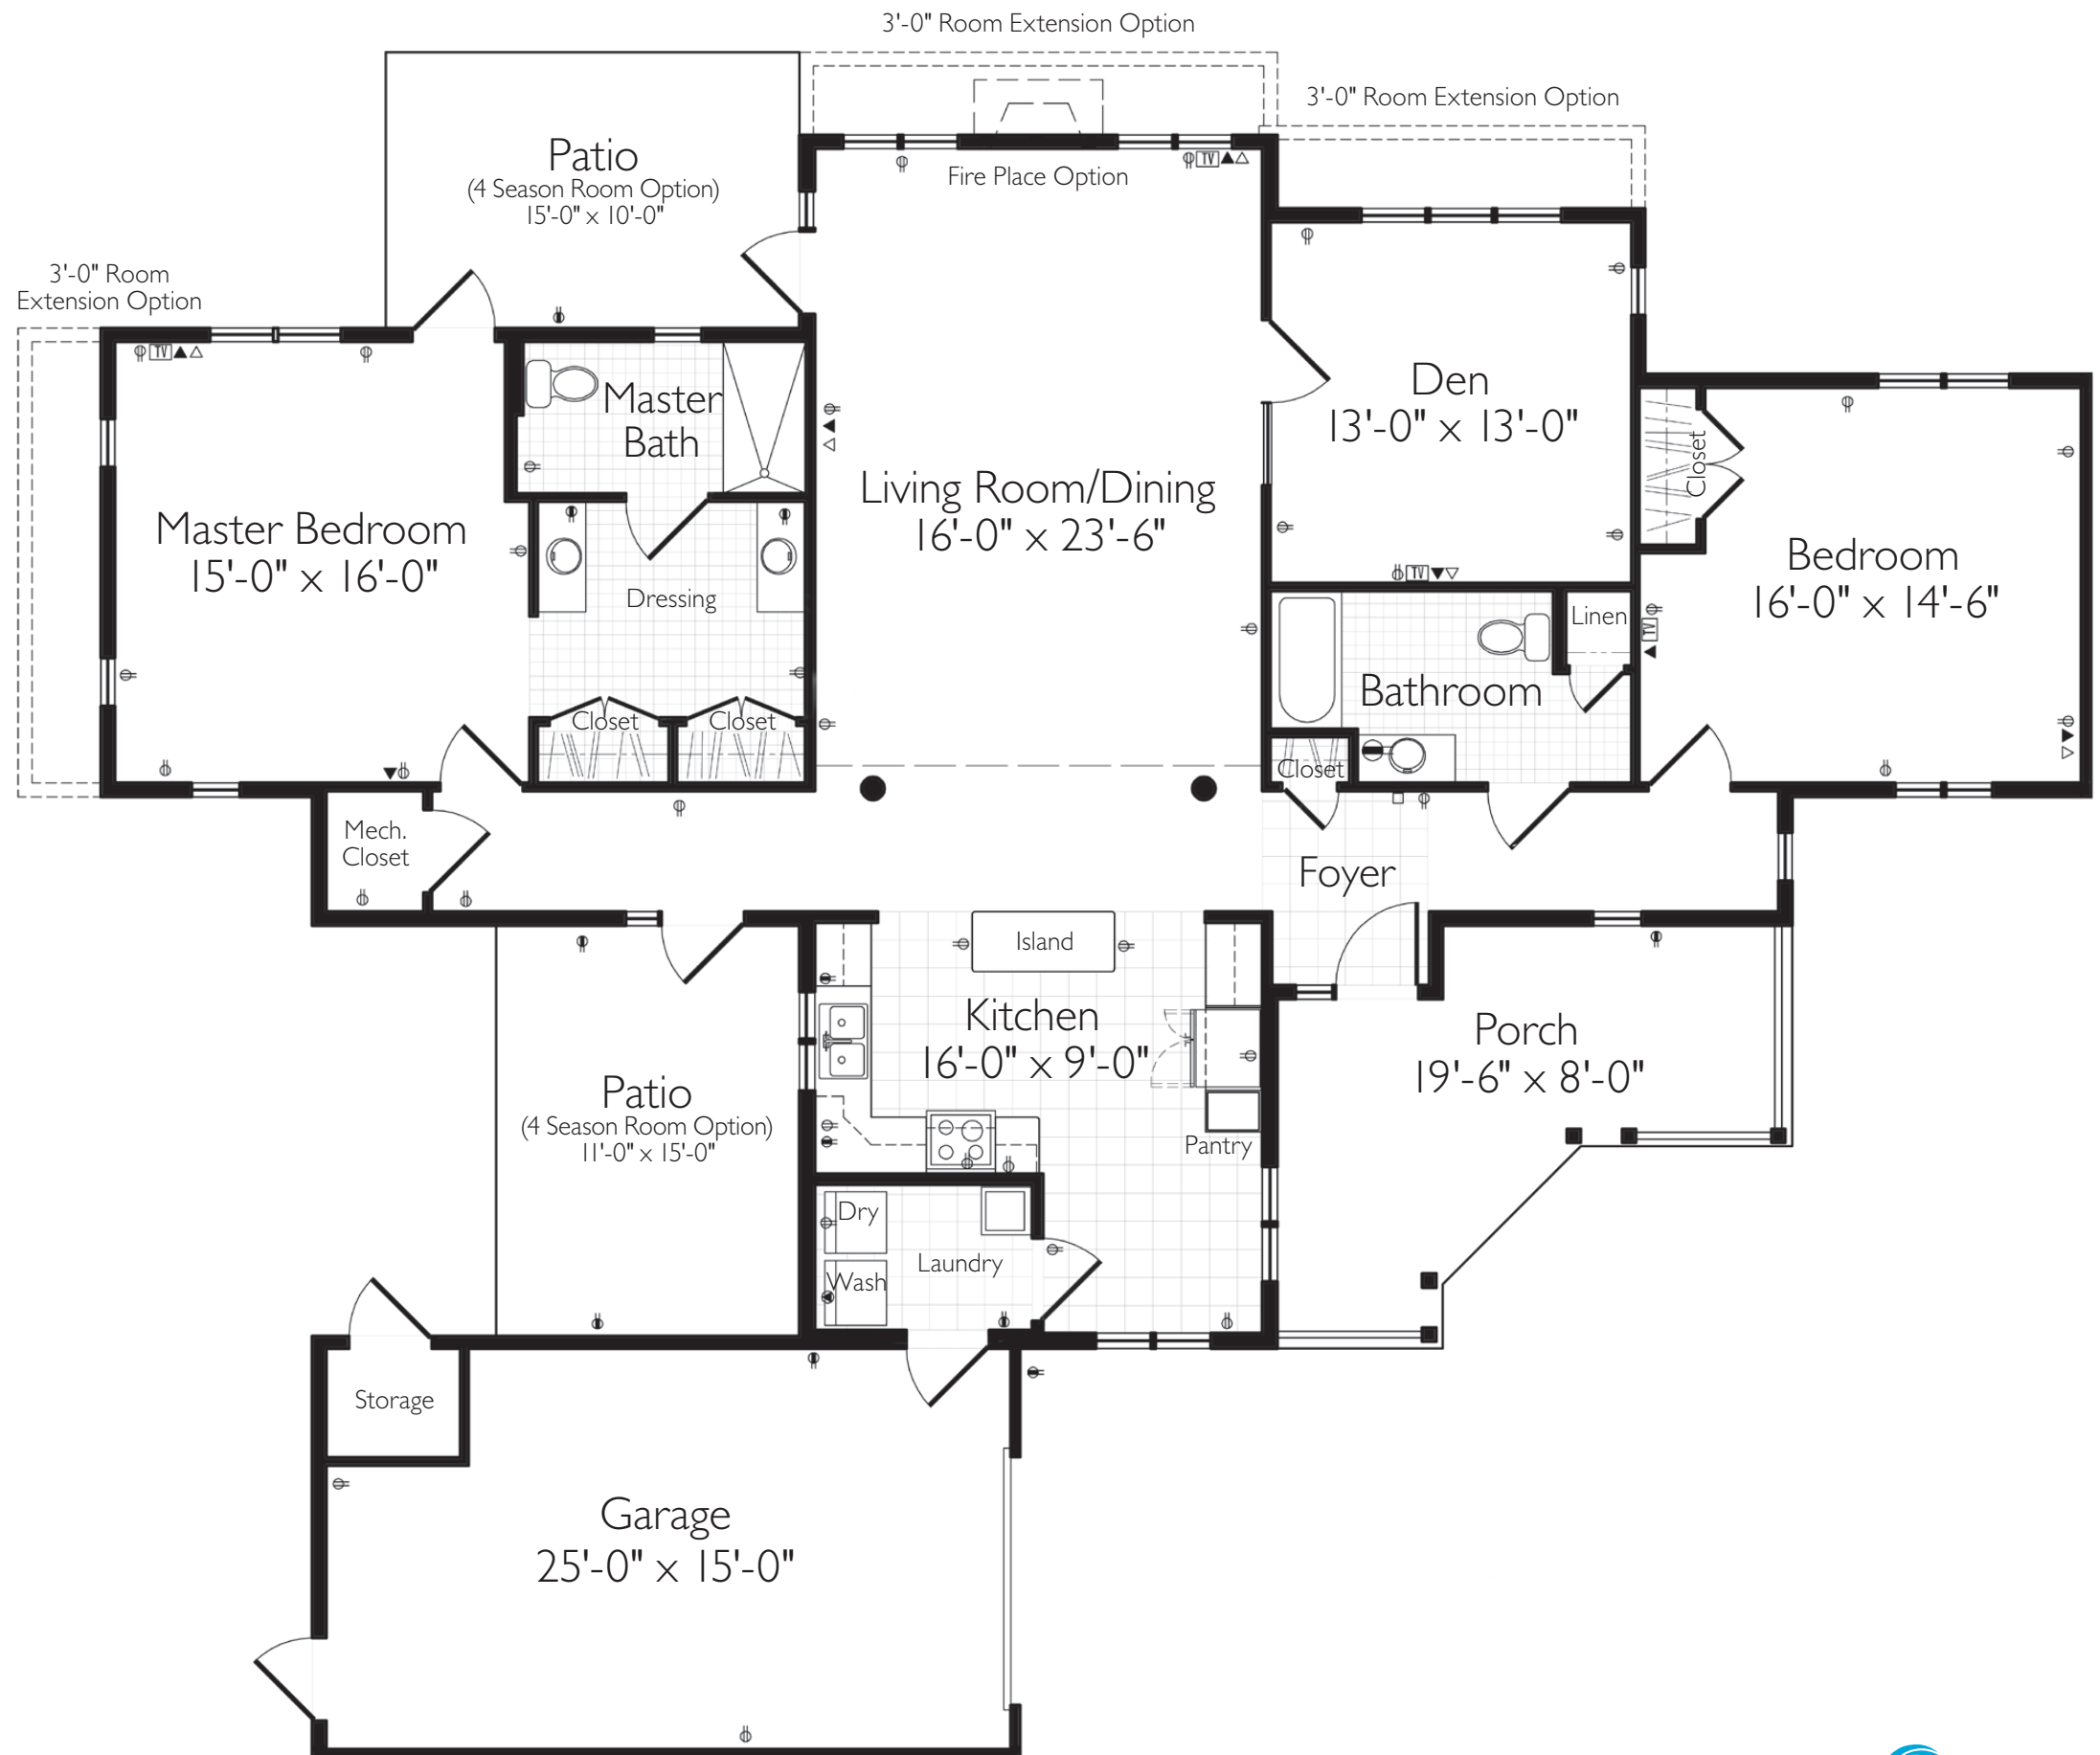 3'-0" Room Extension Option
3'-0" Room Extension Option
Patio
(4 Season Room Option)
15'-0" x 10'-0"
Fire Place Option
TV
3'-0" Room
Extension Option
TV
Master
Bath
Den
13'-0" x 13'-0"
Closet
Living Room/Dining
16'-0" x 23'-6"
Master Bedroom
15'-0" x 16'-0"
Bedroom
16'-0" x 14'-6"
TV
Dressing
Linen
TV
Bathroom
Closet
Closet
Closet
Mech.
Closet
Foyer
Island
Kitchen
16'-0" x 9'-0"
Porch
19'-6" x 8'-0"
Patio
(4 Season Room Option)
11'-0" x 15'-0"
Pantry
Dry
Laundry
Wash
Storage
Garage
25'-0" x 15'-0"